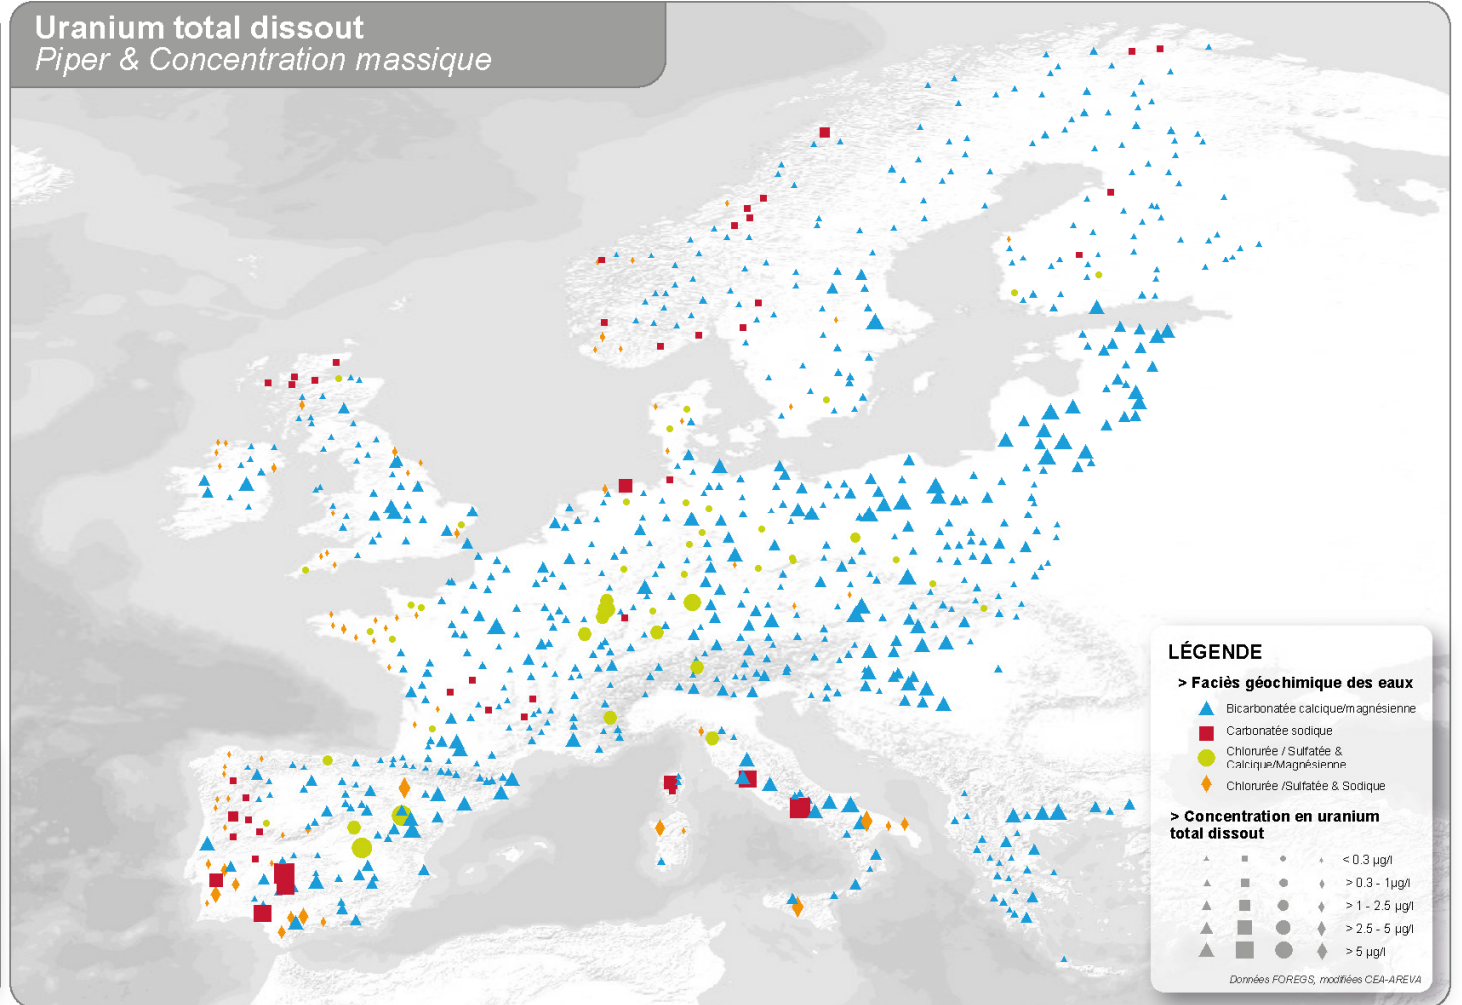 Uranium total dissout
Piper & Concentration massique
LÉGENDE
> Faciès géochimique des eaux
Bicarbonatée calcique/magnésienne
Carbonatée sodique
Chlorurée / Sulfatée &
Calcique/Magnésienne
Chlorurée /Sulfatée & Sodique
> Concentration en uranium
total dissout
< 0.3 µg/l
> 0.3 - 1µg/l
> 1 - 2.5 µg/l
> 2.5 - 5 µg/l
> 5 µg/l
Données FOREGS, modifiées CEA-AREVA